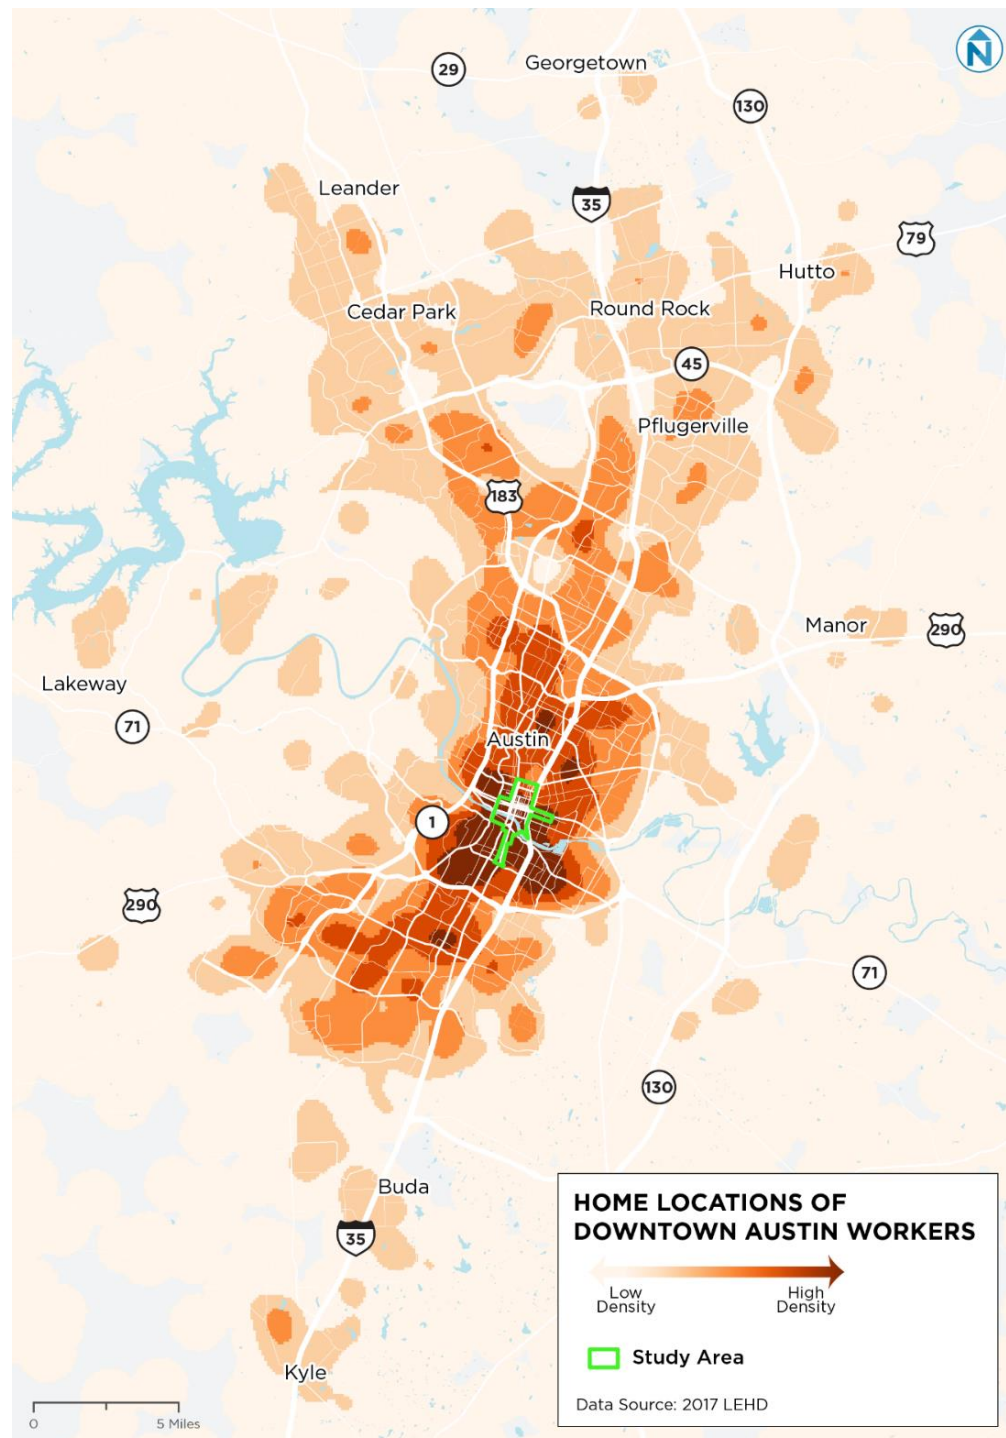 N
Georgetown
29
130
Leander
35
79
Hutto
Cedar Park
Round Rock
45
Pflugerville
183
Manor
290
Lakeway
71
Austin
1
290
71
130
Buda
35
Kyle
HOME LOCATIONS OF
DOWNTOWN AUSTIN WORKERS
Low
Density
High
Density
Study Area
Data Source: 2017 LEHD
0
5 Miles